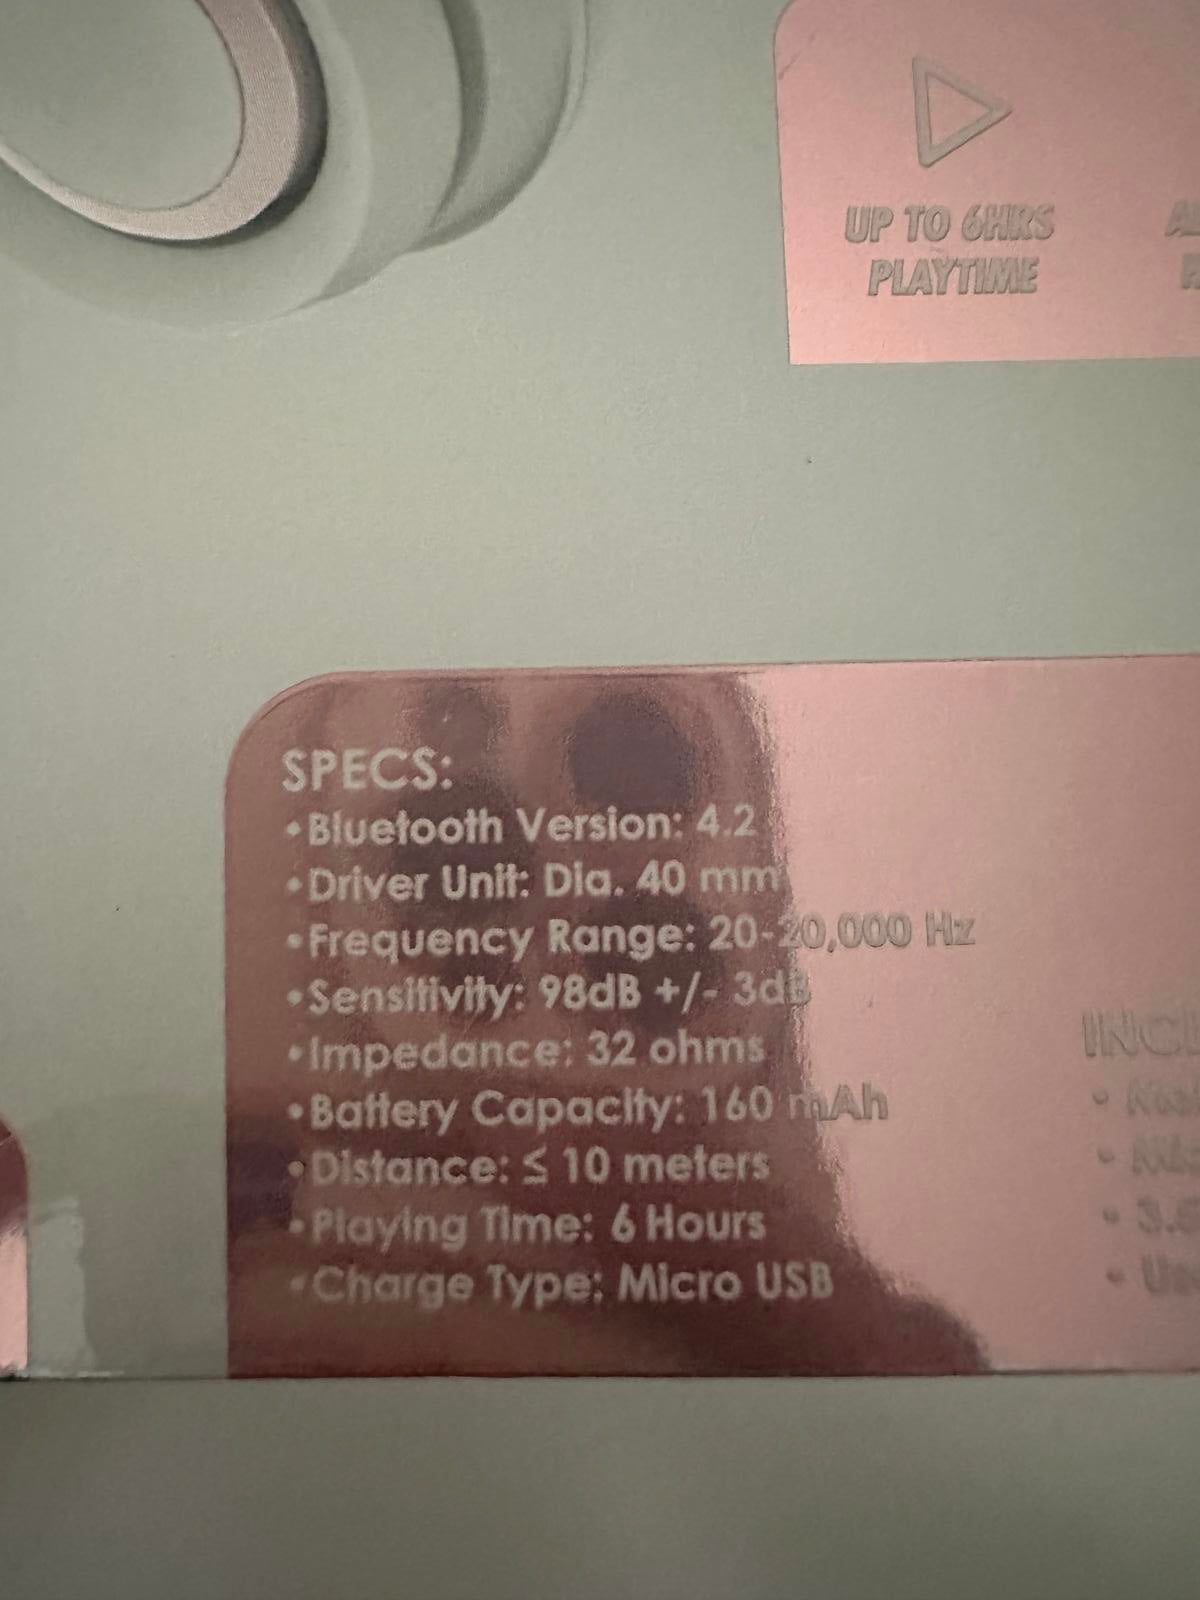 UP TO 6HRS
PLAYTIME
SPECS:
•Bluetooth Version: 4.2
•Driver Unit: Dia. 40 mm
•Frequency Range: 20-20,000 Hz
•Sensitivity: 98dB +/- 3dB
•Impedance: 32 ohms
•Battery Capacity: 160 mAh
•Distance: ≤ 10 meters
•Playing Time: 6 Hours
•Charge Type: Micro USB